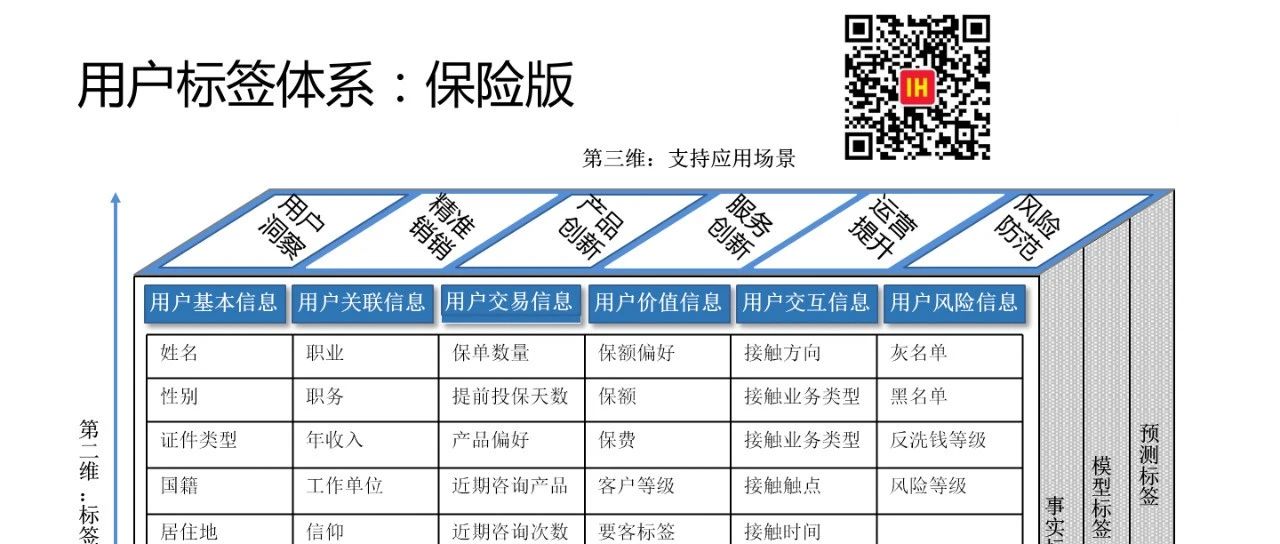 用户标签体系：保险版
IH
第三维：支持应用场景
用户洞察
精准销销
产品创新
服务创新
运营提升
风险防范
用户基本信息 用户关联信息 用户交易信息 用户价值信息 用户交互信息 用户风险信息
姓名 职业 保单数量 保额偏好 接触方向 灰名单
性别 职务 提前投保天数 保额 接触业务类型 黑名单
证件类型 年收入 产品偏好 保费 接触业务类型 反洗钱等级
国籍 工作单位 近期咨询产品 客户等级 接触触点 风险等级
居住地 信仰 近期咨询次数 要客标签 接触时间
第二维：标签
事实
模型标签
预测标签